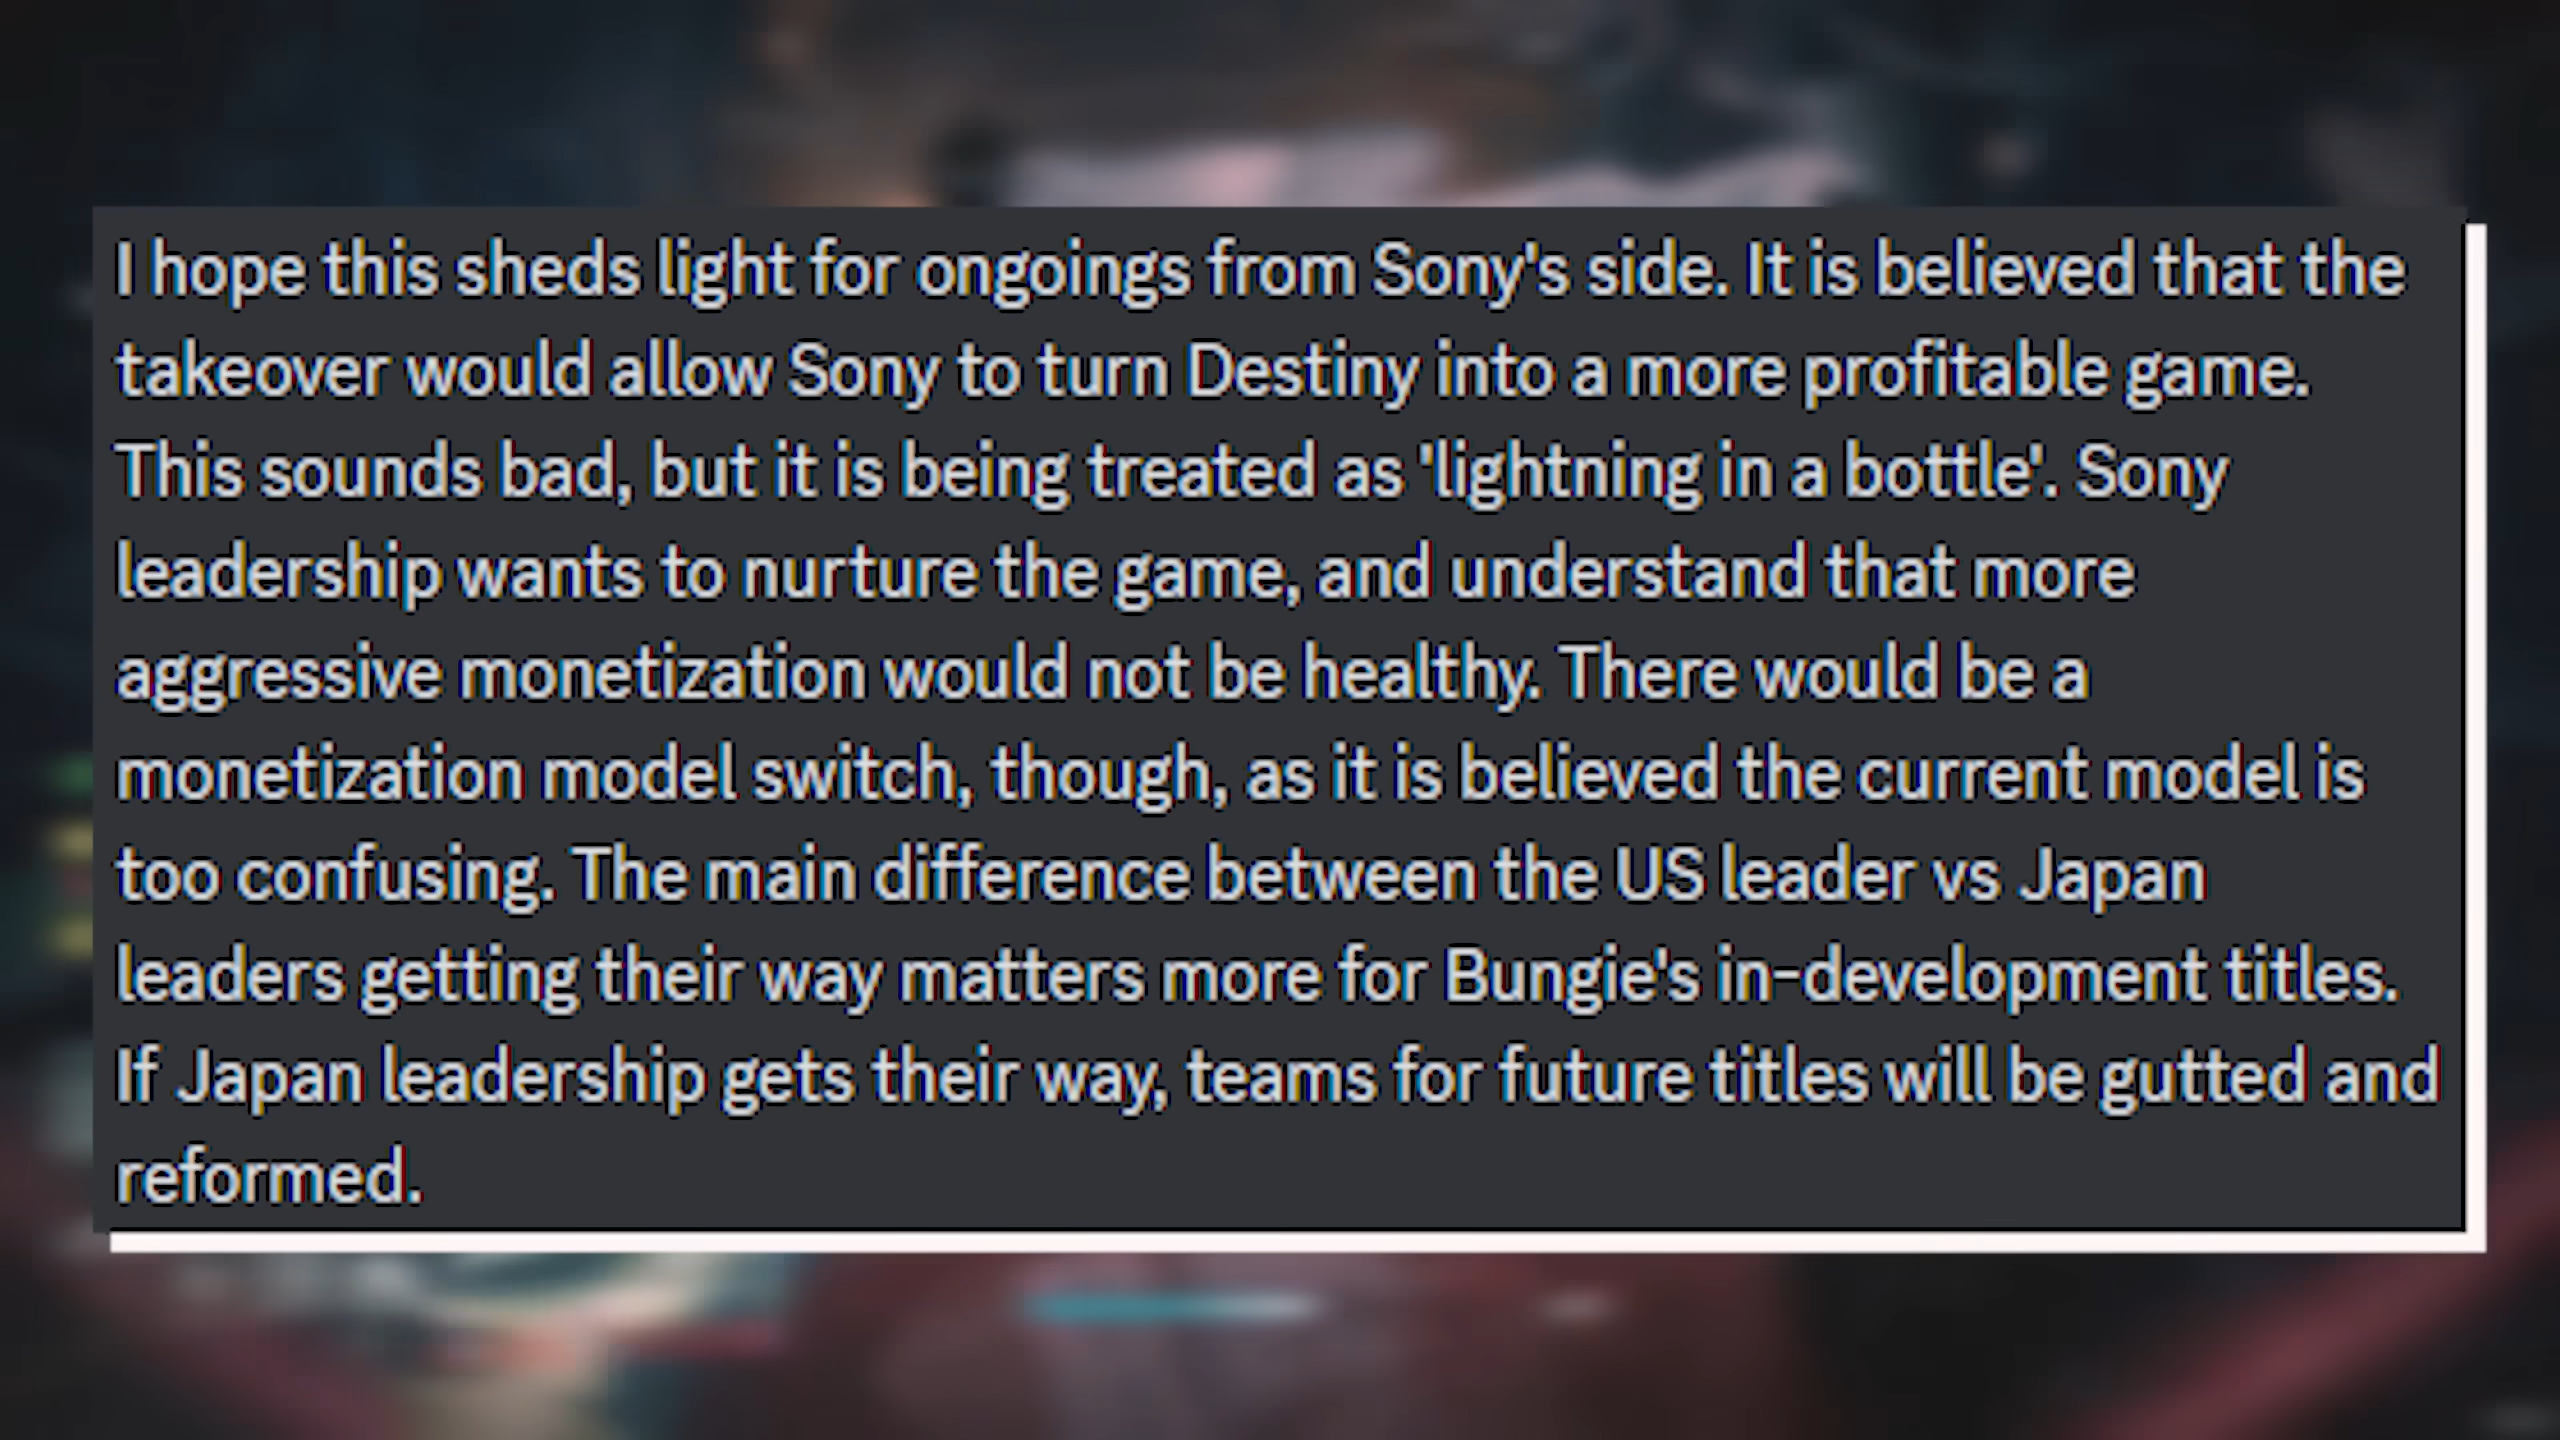 I hope this sheds light for ongoings from Sony's side. It is believed that the
takeover would allow Sony to turn Destiny into a more profitable game.
This sounds bad, but it is being treated as 'lightning in a bottle'. Sony
leadership wants to nurture the game, and understand that more
aggressive monetization would not be healthy. There would be a
monetization model switch, though, as it is believed the current model is
too confusing. The main difference between the US leader vs Japan
leaders getting their way matters more for Bungie's in-development titles.
If Japan leadership gets their way, teams for future titles will be gutted and
reformed.